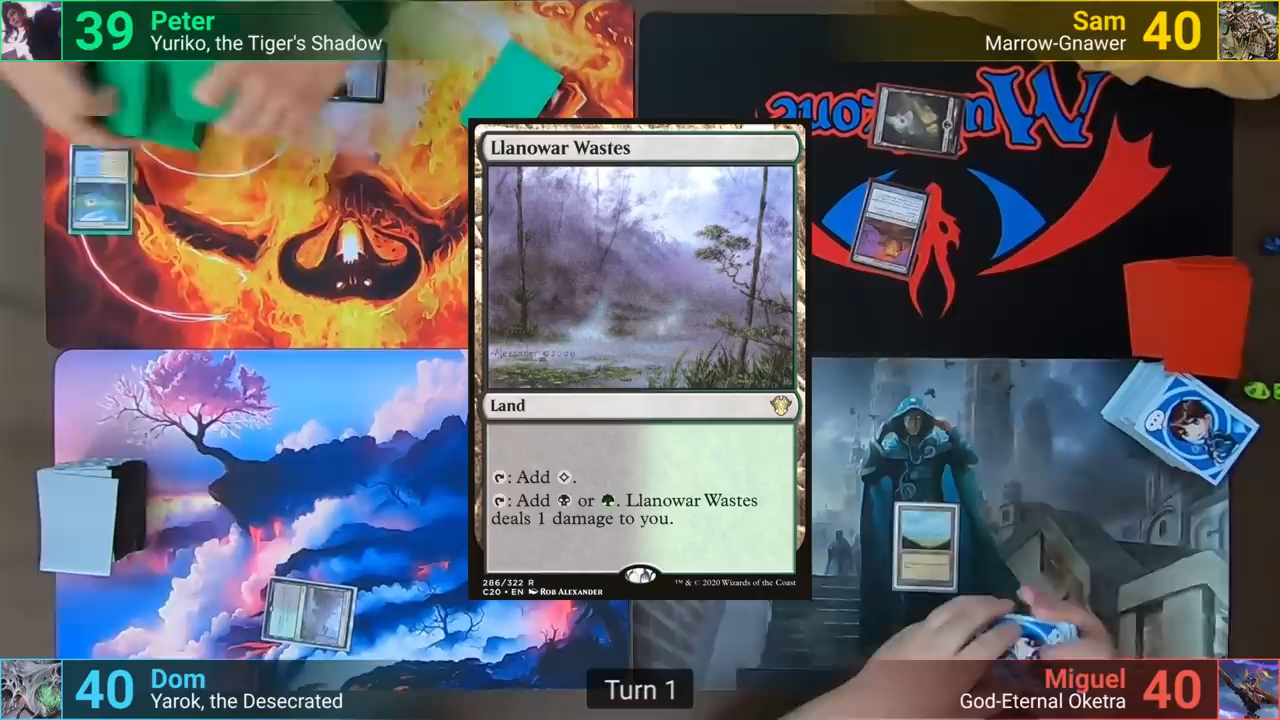 39 Peter
Yuriko, the Tiger's Shadow
Sam 40
Marrow-Gnawer
Llanowar Wastes
Alexander ©2000
Land
: Add .
: Add or . Llanowar Wastes
deals 1 damage to you.
286/322 R
C20 • EN ROB ALEXANDER
™ & © 2020 Wizards of the Coast
40 Dom
Yarok, the Desecrated
Turn 1
Miguel 40
God-Eternal Oketra